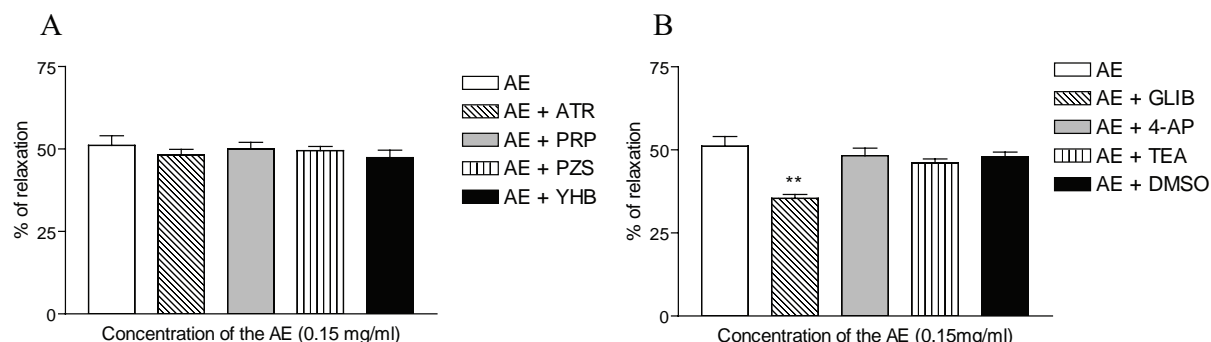 A
% of relaxation
75
50
25
0
Concentration of the AE (0.15 mg/ml)
AE
AE + ATR
AE + PRP
AE + PZS
AE + YHB
B
% of relaxation
75
50
25
0
**
Concentration of the AE (0.15mg/ml)
AE
AE + GLIB
AE + 4-AP
AE + TEA
AE + DMSO